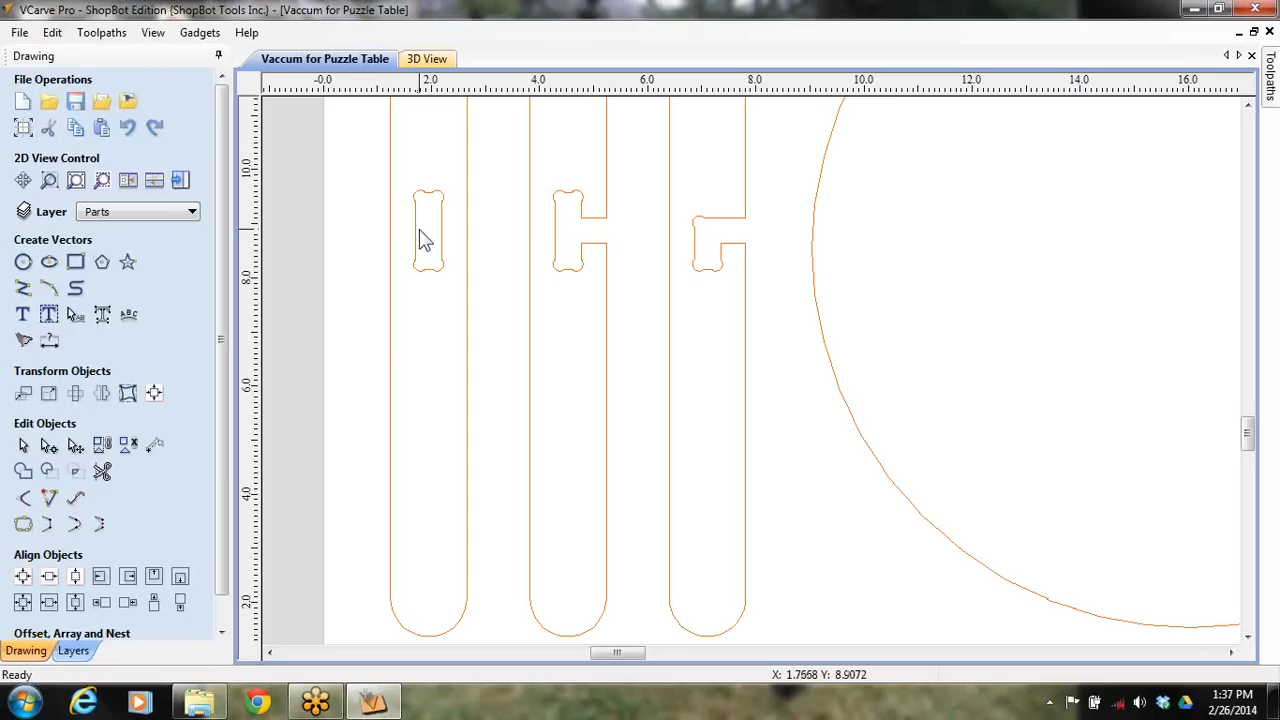 VCarve Pro - ShopBot Edition (ShopBot Tools Inc.) - [Vaccum for Puzzle Table]
File Edit Toolpaths View Gadgets Help
Drawing
Vaccum for Puzzle Table 3D View
File Operations
-0.0 2.0 4.0 6.0 8.0 10.0 12.0 14.0 16.0
Toolpaths
2D View Control
10.0
Layer Parts
Create Vectors
8.0
T T
ABC
Transform Objects
6.0
Edit Objects
4.0
Align Objects
2.0
Offset, Array and Nest
Drawing Layers
Ready
X: 1.7668 Y: 8.9072
1:37 PM
2/26/2014